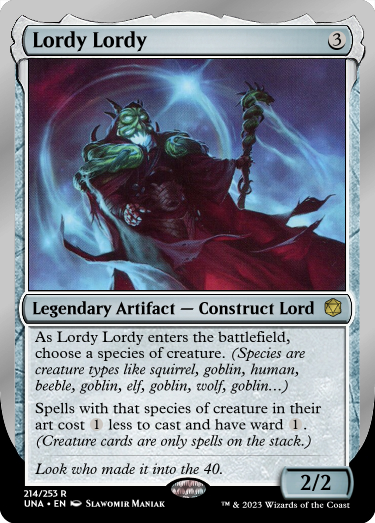 Lordy Lordy 3
Legendary Artifact — Construct Lord
As Lordy Lordy enters the battlefield,
choose a species of creature. (Species are
creature types like squirrel, goblin, human,
beeble, goblin, elf, goblin, wolf, goblin…)
Spells with that species of creature in their
art cost 1 less to cast and have ward 1.
(Creature cards are only spells on the stack.)
Look who made it into the 40.
2/2
214/253 R
UNA • EN Slawomir Maniak ™ & 2023 Wizards of the Coast